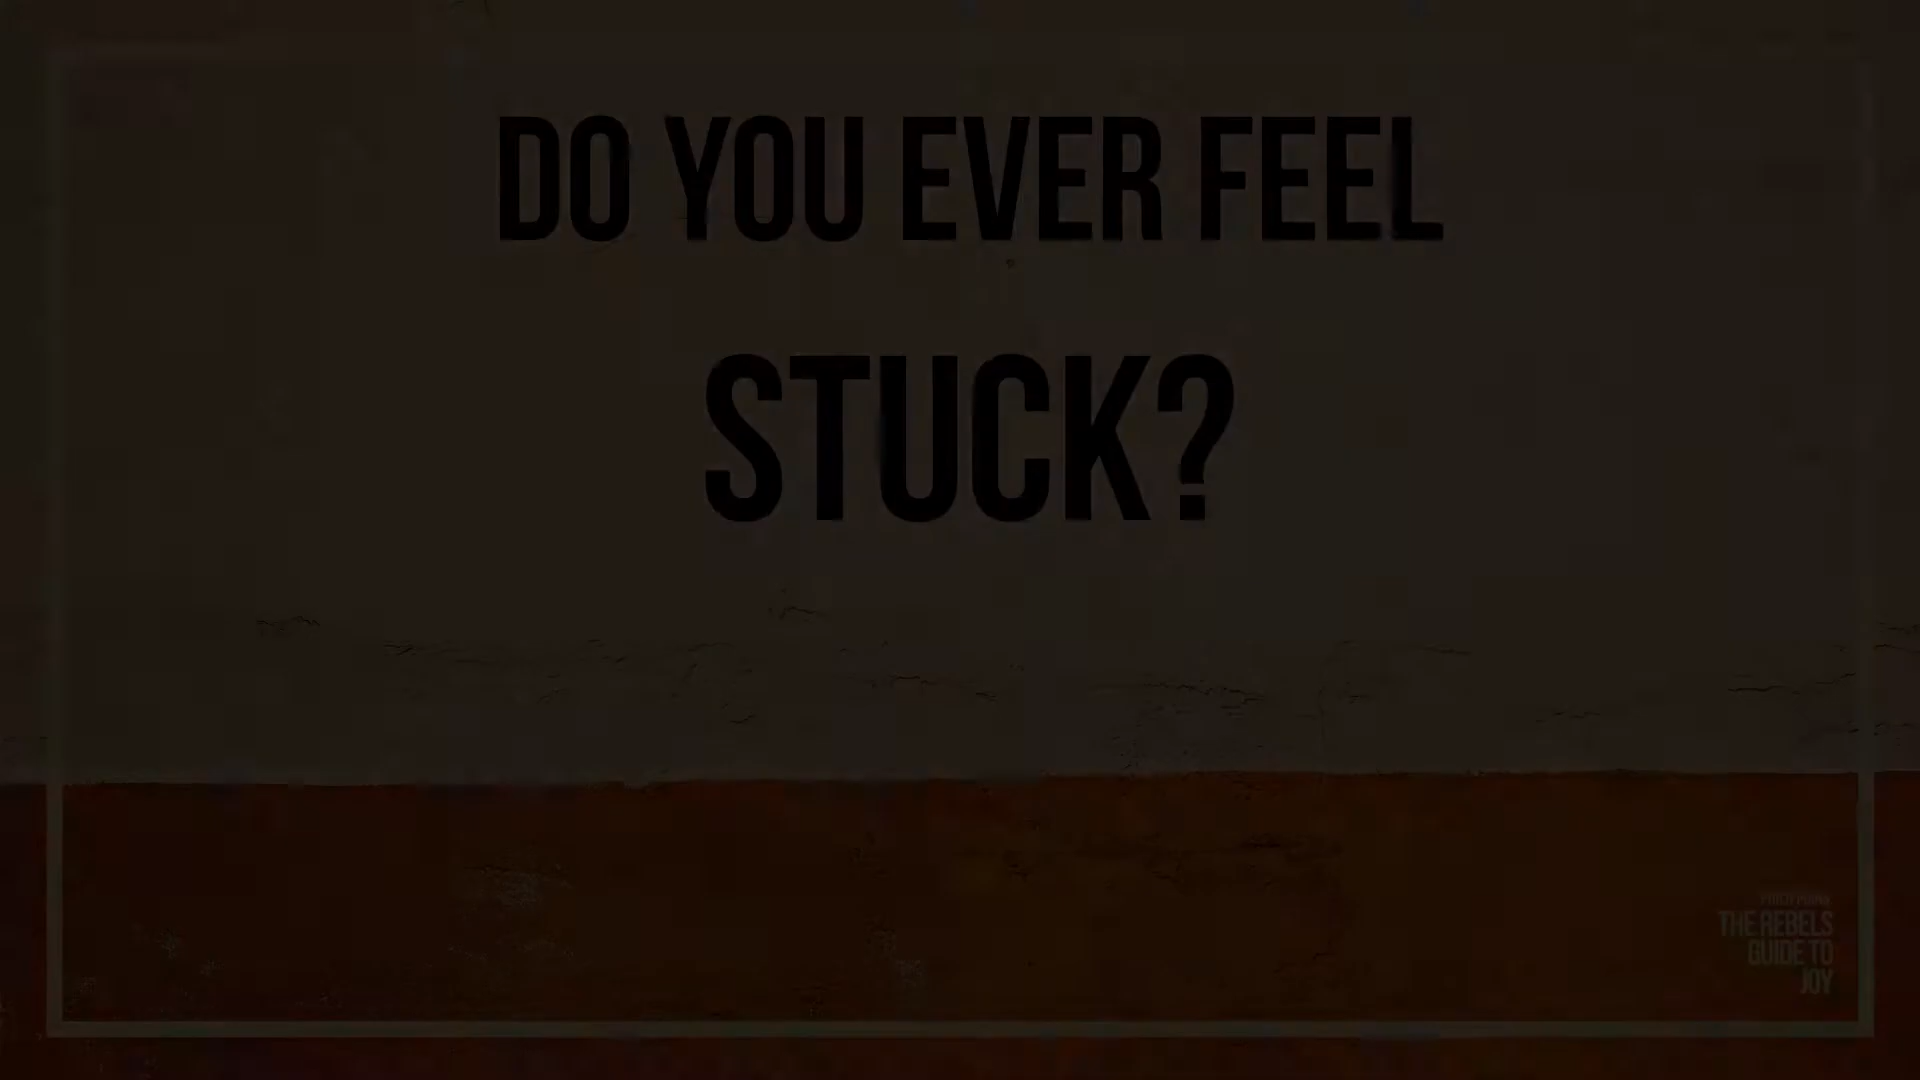 DO YOU EVER FEEL
STUCK?
THE REBELS
GUIDE TO
JOY